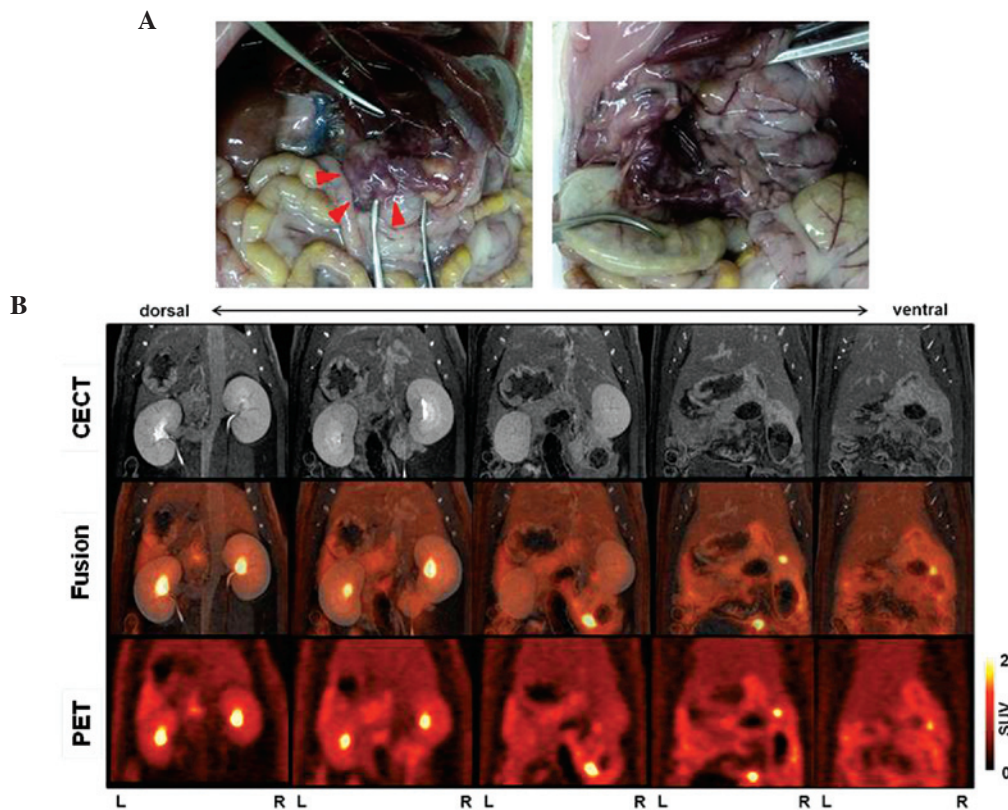 A
B
dorsal
ventral
CECT
Fusion
PET
2
SUV
0
L R L R L R L R L R